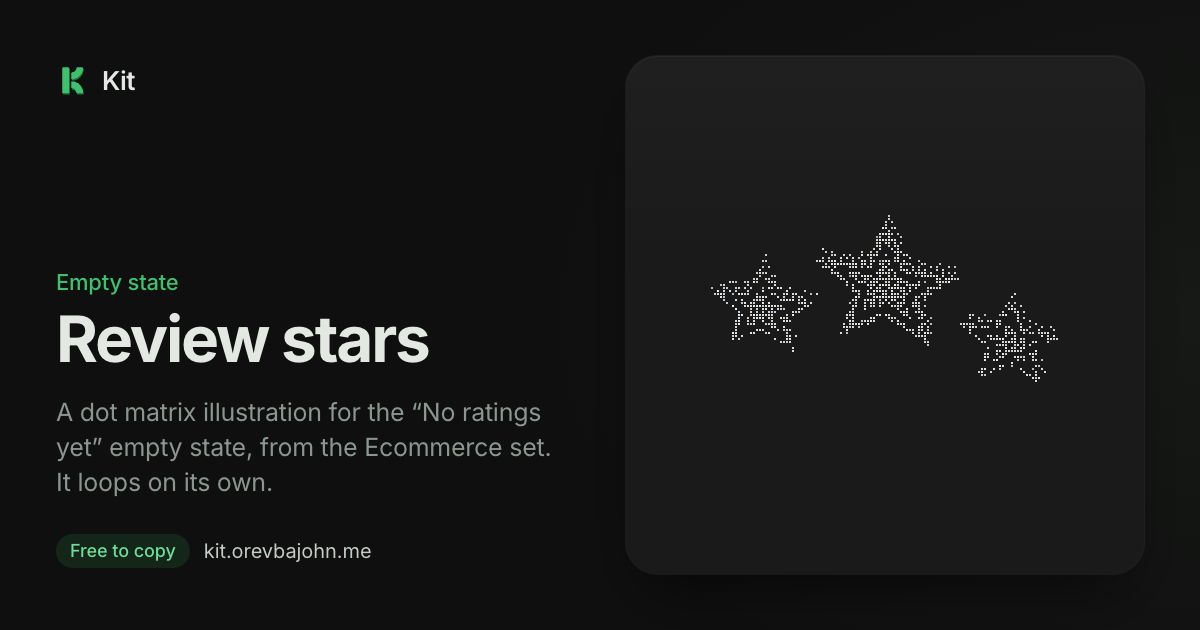 Kit
Empty state
Review stars
A dot matrix illustration for the “No ratings
yet” empty state, from the Ecommerce set.
It loops on its own.
Free to copy
kit.orevbajohn.me